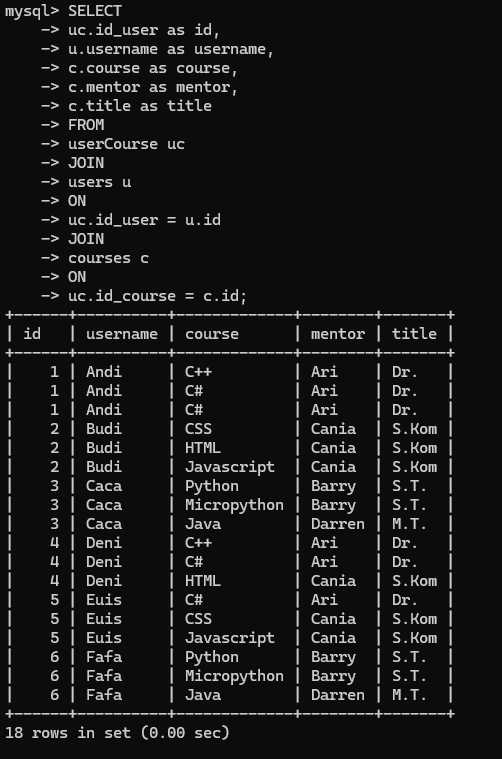 mysql> SELECT
    -> uc.id_user as id,
    -> u.username as username,
    -> c.course as course,
    -> c.mentor as mentor,
    -> c.title as title
    -> FROM
    -> userCourse uc
    -> JOIN
    -> users u
    -> ON
    -> uc.id_user = u.id
    -> JOIN
    -> courses c
    -> ON
    -> uc.id_course = c.id;
+------+----------+-------------+--------+-------+
| id   | username | course      | mentor | title |
+------+----------+-------------+--------+-------+
|    1 | Andi     | C++         | Ari    | Dr.   |
|    1 | Andi     | C#          | Ari    | Dr.   |
|    1 | Andi     | C#          | Ari    | Dr.   |
|    2 | Budi     | CSS         | Cania  | S.Kom |
|    2 | Budi     | HTML        | Cania  | S.Kom |
|    2 | Budi     | Javascript  | Cania  | S.Kom |
|    3 | Caca     | Python      | Barry  | S.T.  |
|    3 | Caca     | Micropython | Barry  | S.T.  |
|    3 | Caca     | Java        | Darren | M.T.  |
|    4 | Deni     | C++         | Ari    | Dr.   |
|    4 | Deni     | C#          | Ari    | Dr.   |
|    4 | Deni     | HTML        | Cania  | S.Kom |
|    5 | Euis     | C#          | Ari    | Dr.   |
|    5 | Euis     | CSS         | Cania  | S.Kom |
|    5 | Euis     | Javascript  | Cania  | S.Kom |
|    6 | Fafa     | Python      | Barry  | S.T.  |
|    6 | Fafa     | Micropython | Barry  | S.T.  |
|    6 | Fafa     | Java        | Darren | M.T.  |
+------+----------+-------------+--------+-------+
18 rows in set (0.00 sec)